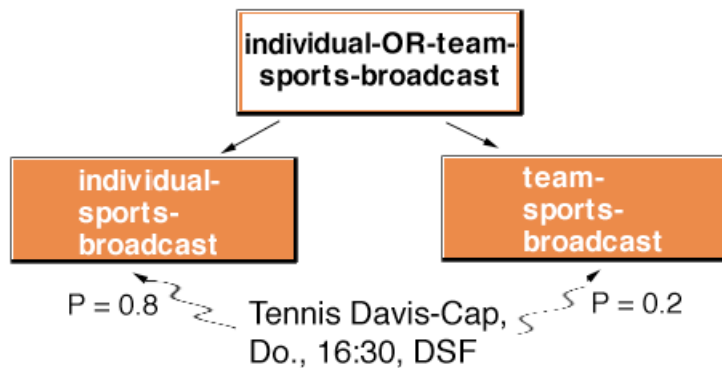 individual-OR-team-
sports-broadcast
individual-
sports-
broadcast
team-
sports-
broadcast
P = 0.8
Tennis Davis-Cap,
Do., 16:30, DSF
P = 0.2